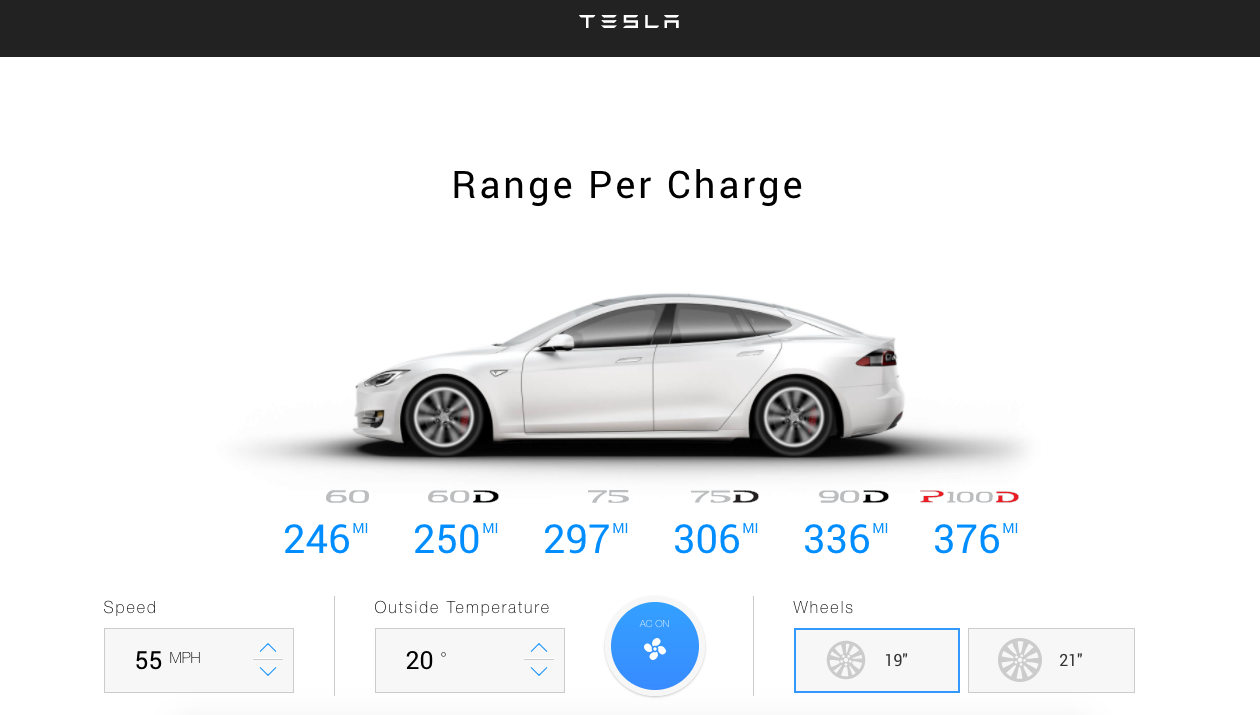 TESLA
Range Per Charge
60 60D 75 75D 90D P100D
246 MI 250 MI 297 MI 306 MI 336 MI 376 MI
Speed
55 MPH
Outside Temperature
20 °
AC ON
Wheels
19"
21"